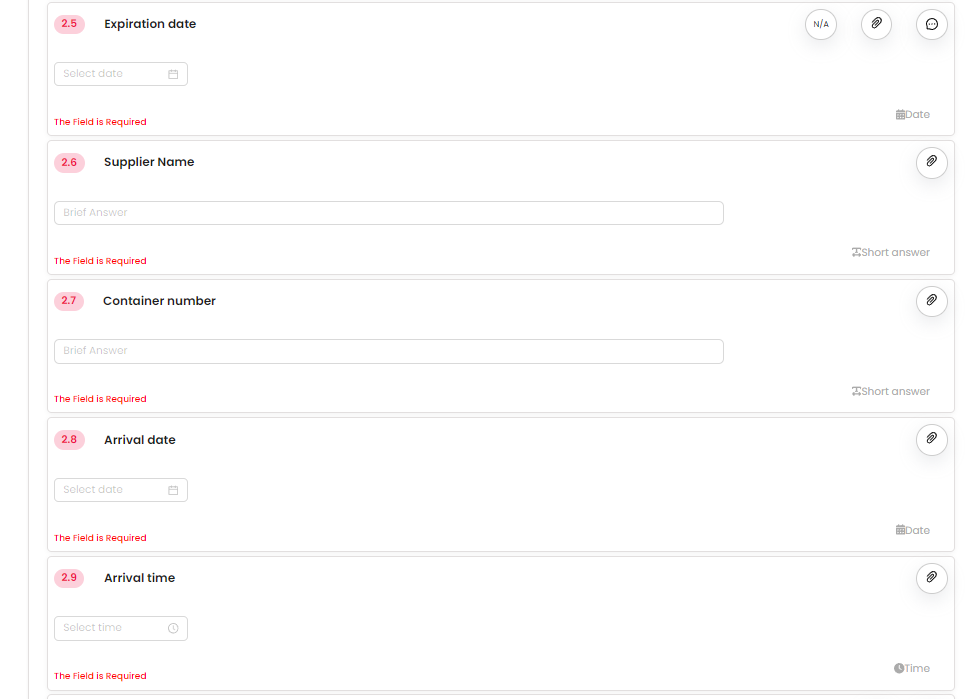 2.5 Expiration date N/A
Select date
Date
The Field is Required
2.6 Supplier Name
Brief Answer
Short answer
The Field is Required
2.7 Container number
Brief Answer
Short answer
The Field is Required
2.8 Arrival date
Select date
Date
The Field is Required
2.9 Arrival time
Select time
Time
The Field is Required